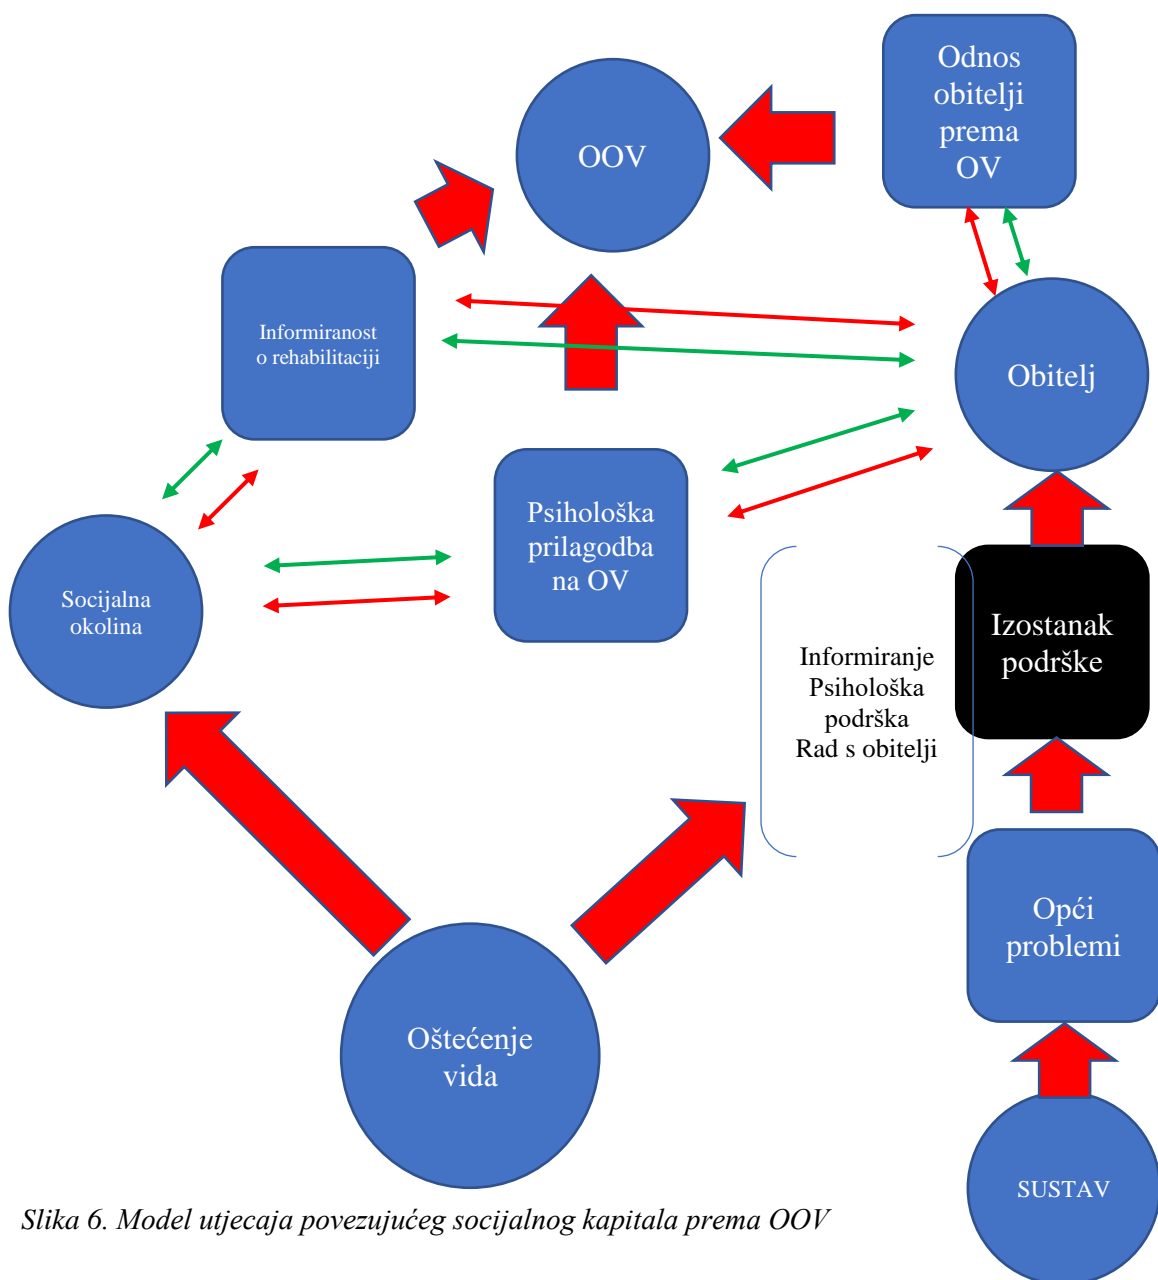 Odnos
obitelji
prema
OV
OOV
Informiranost
o rehabilitaciji
Obitelj
Psihološka
prilagodba
na OV
Socijalna
okolina
Izostanak
podrške
Informiranje
Psihološka
podrška
Rad s obitelji
Opći
problemi
Oštećenje
vida
SUSTAV
Slika 6. Model utjecaja povezujućeg socijalnog kapitala prema OOV